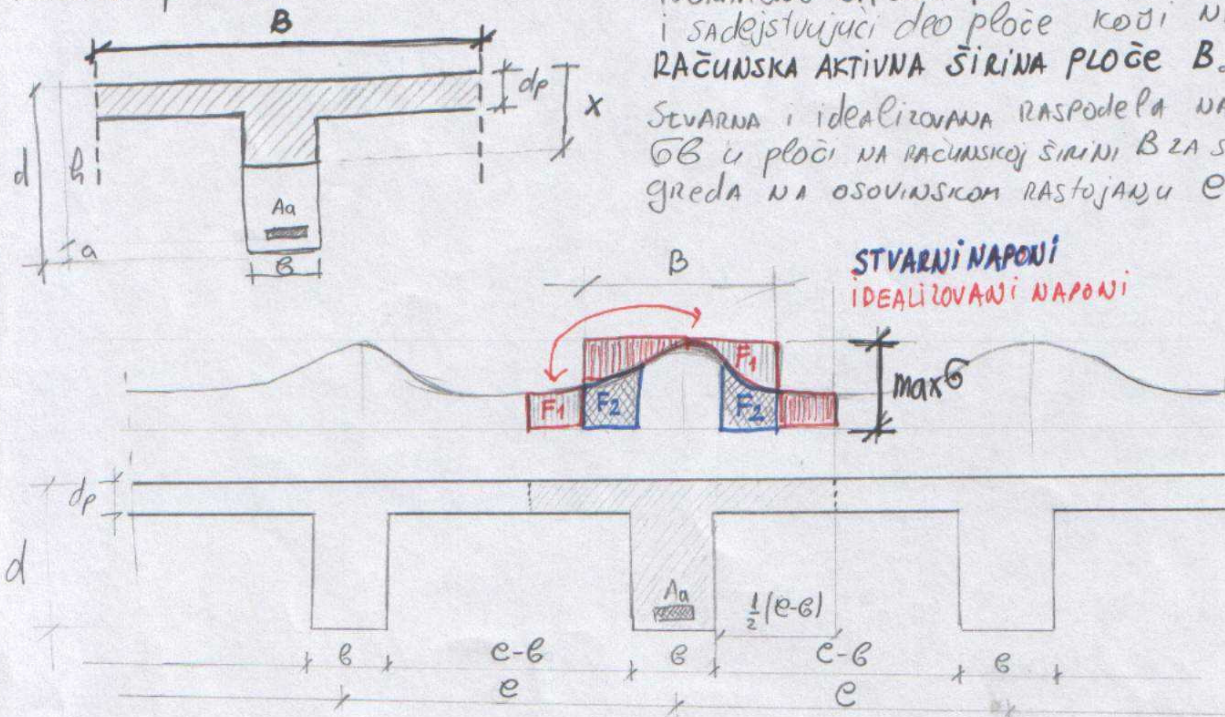 i sadejstvujući deo ploče koji
RAČUNSKA AKTIVNA ŠIRINA PLOČE B
STVARNA i idealizovana RASPODELA
σB u ploči NA RAČUNSKOJ ŠIRINI B ZA
greda NA OSOVINSKOM RASTOJANJU e
B
dp
x
d
h
a
Aa
b
B
STVARNI NAPONI
IDEALIZOVANI NAPONI
F1
F1
F2
F2
maxσ
dp
d
Aa
½(e-b)
b
e-b
b
e-b
b
e
e